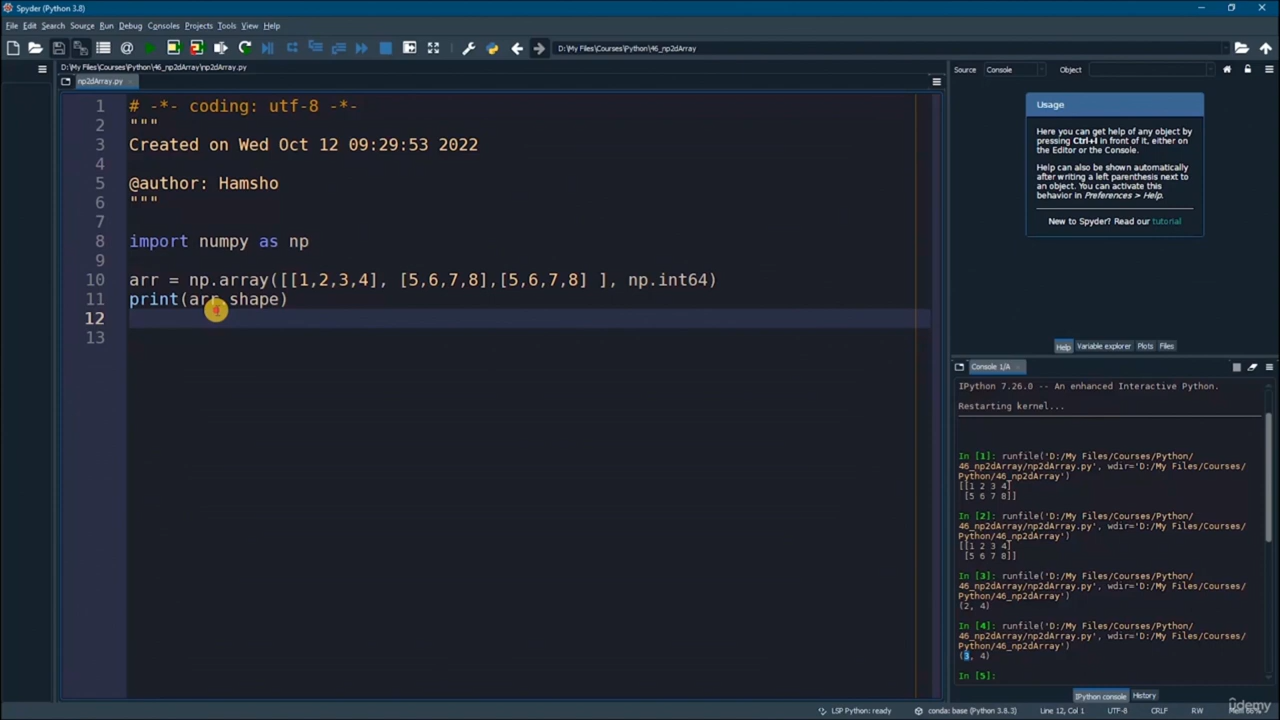 Spyder (Python 3.8)
File Edit Search Source Run Debug Consoles Projects Tools View Help
D:\My Files\Courses\Python\46_np2dArray
D:\My Files\Courses\Python\46_np2dArray\np2dArray.py
np2dArray.py
1 # -*- coding: utf-8 -*-
2 """
3 Created on Wed Oct 12 09:29:53 2022
4
5 @author: Hamsho
6 """
7
8 import numpy as np
9
10 arr = np.array([[1,2,3,4], [5,6,7,8],[5,6,7,8] ], np.int64)
11 print(arr.shape)
12
13
Source Console Object
Usage
Here you can get help of any object by
pressing Ctrl+I in front of it, either on
the Editor or the Console.
Help can also be shown automatically
after writing a left parenthesis next to
an object. You can activate this
behavior in Preferences > Help.
New to Spyder? Read our tutorial
Help Variable explorer Plots Files
Console 1/A
IPython 7.26.0 -- An enhanced Interactive Python.
Restarting kernel...
In [1]: runfile('D:/My Files/Courses/Python/
46_np2dArray/np2dArray.py', wdir='D:/My Files/Courses/
Python/46_np2dArray')
[[1 2 3 4]
[5 6 7 8]]
In [2]: runfile('D:/My Files/Courses/Python/
46_np2dArray/np2dArray.py', wdir='D:/My Files/Courses/
Python/46_np2dArray')
[[1 2 3 4]
[5 6 7 8]]
In [3]: runfile('D:/My Files/Courses/Python/
46_np2dArray/np2dArray.py', wdir='D:/My Files/Courses/
Python/46_np2dArray')
(2, 4)
In [4]: runfile('D:/My Files/Courses/Python/
46_np2dArray/np2dArray.py', wdir='D:/My Files/Courses/
Python/46_np2dArray')
(3, 4)
In [5]:
IPython console History
LSP Python: ready conda: base (Python 3.8.3) Line 12, Col 1 UTF-8 CRLF RW Mem 66%
ûdemy